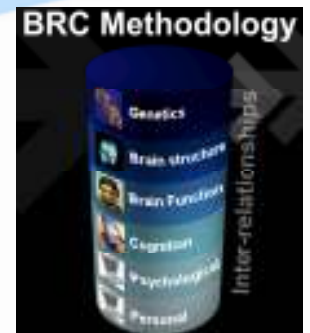 BRC Methodology
Genetics
Brain structure
Brain Function
Cognition
Psychological
Personal
Inter-relationships